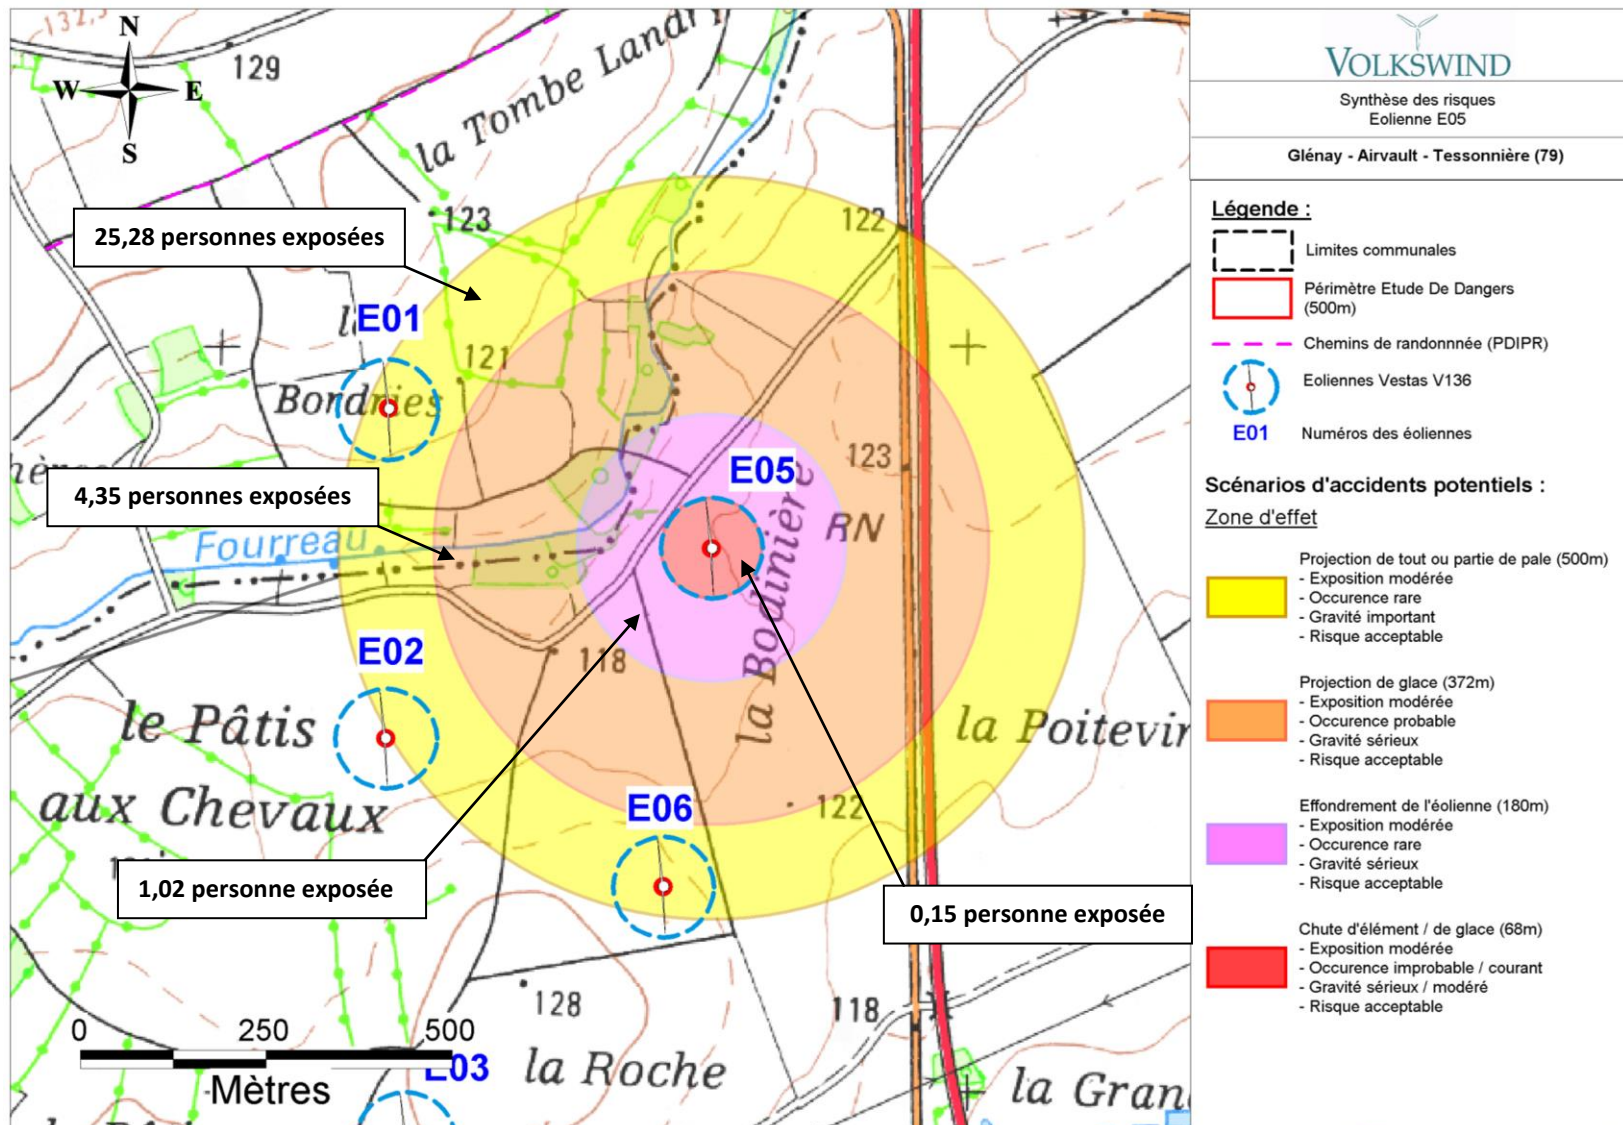 132,5
N
W
E
S
129
la Tombe Landr
123
122
25,28 personnes exposées
E01
121
Bordries
4,35 personnes exposées
E05
123
RN
Fourreau
la Bodinière
E02
118
le Pâtis
la Poitevin
aux Chevaux
E06
122
1,02 personne exposée
0,15 personne exposée
128
118
0 250 500
Mètres
E03
la Roche
la Gran
VOLKSWIND
Synthèse des risques
Eolienne E05
Glénay - Airvault - Tessonnière (79)
Légende :
Limites communales
Périmètre Etude De Dangers
(500m)
Chemins de randonnnée (PDIPR)
Eoliennes Vestas V136
E01 Numéros des éoliennes
Scénarios d'accidents potentiels :
Zone d'effet
Projection de tout ou partie de pale (500m)
- Exposition modérée
- Occurence rare
- Gravité important
- Risque acceptable
Projection de glace (372m)
- Exposition modérée
- Occurence probable
- Gravité sérieux
- Risque acceptable
Effondrement de l'éolienne (180m)
- Exposition modérée
- Occurence rare
- Gravité sérieux
- Risque acceptable
Chute d'élément / de glace (68m)
- Exposition modérée
- Occurence improbable / courant
- Gravité sérieux / modéré
- Risque acceptable